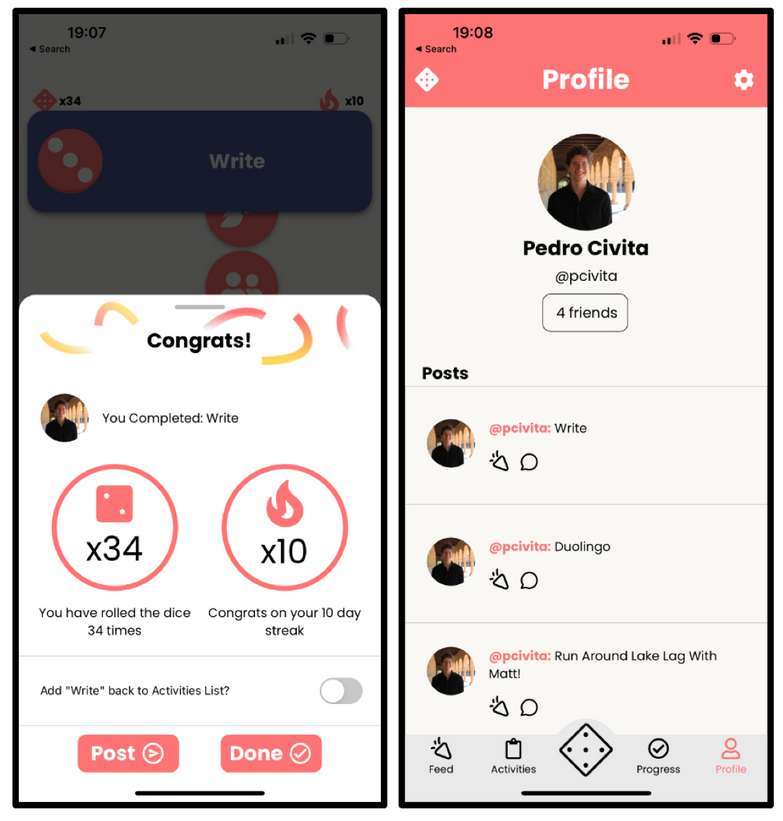 19:07
◀ Search
x34
x10
Write
Congrats!
You Completed: Write
x34
x10
You have rolled the dice
34 times
Congrats on your 10 day
streak
Add "Write" back to Activities List?
Post
Done
19:08
◀ Search
Profile
Pedro Civita
@pcivita
4 friends
Posts
@pcivita: Write
@pcivita: Duolingo
@pcivita: Run Around Lake Lag With
Matt!
Feed
Activities
Progress
Profile